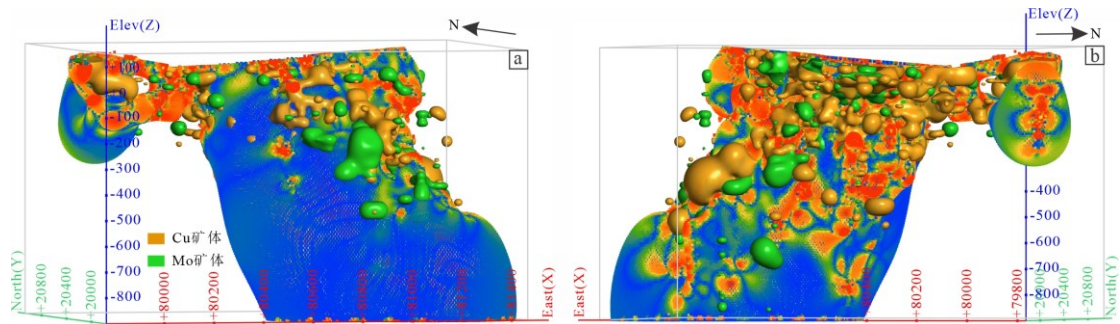 Elev(Z)
N
a
+100
+0
-100
-200
-300
-400
-500
-600
-700
-800
Cu矿体
Mo矿体
North(Y)
+20800
+20400
+20000
+80000
+80200
East(X)
Elev(Z)
N
b
-400
-500
-600
-700
-800
East(X)
+80200
+80000
+79800
+20400
+20800
North(Y)